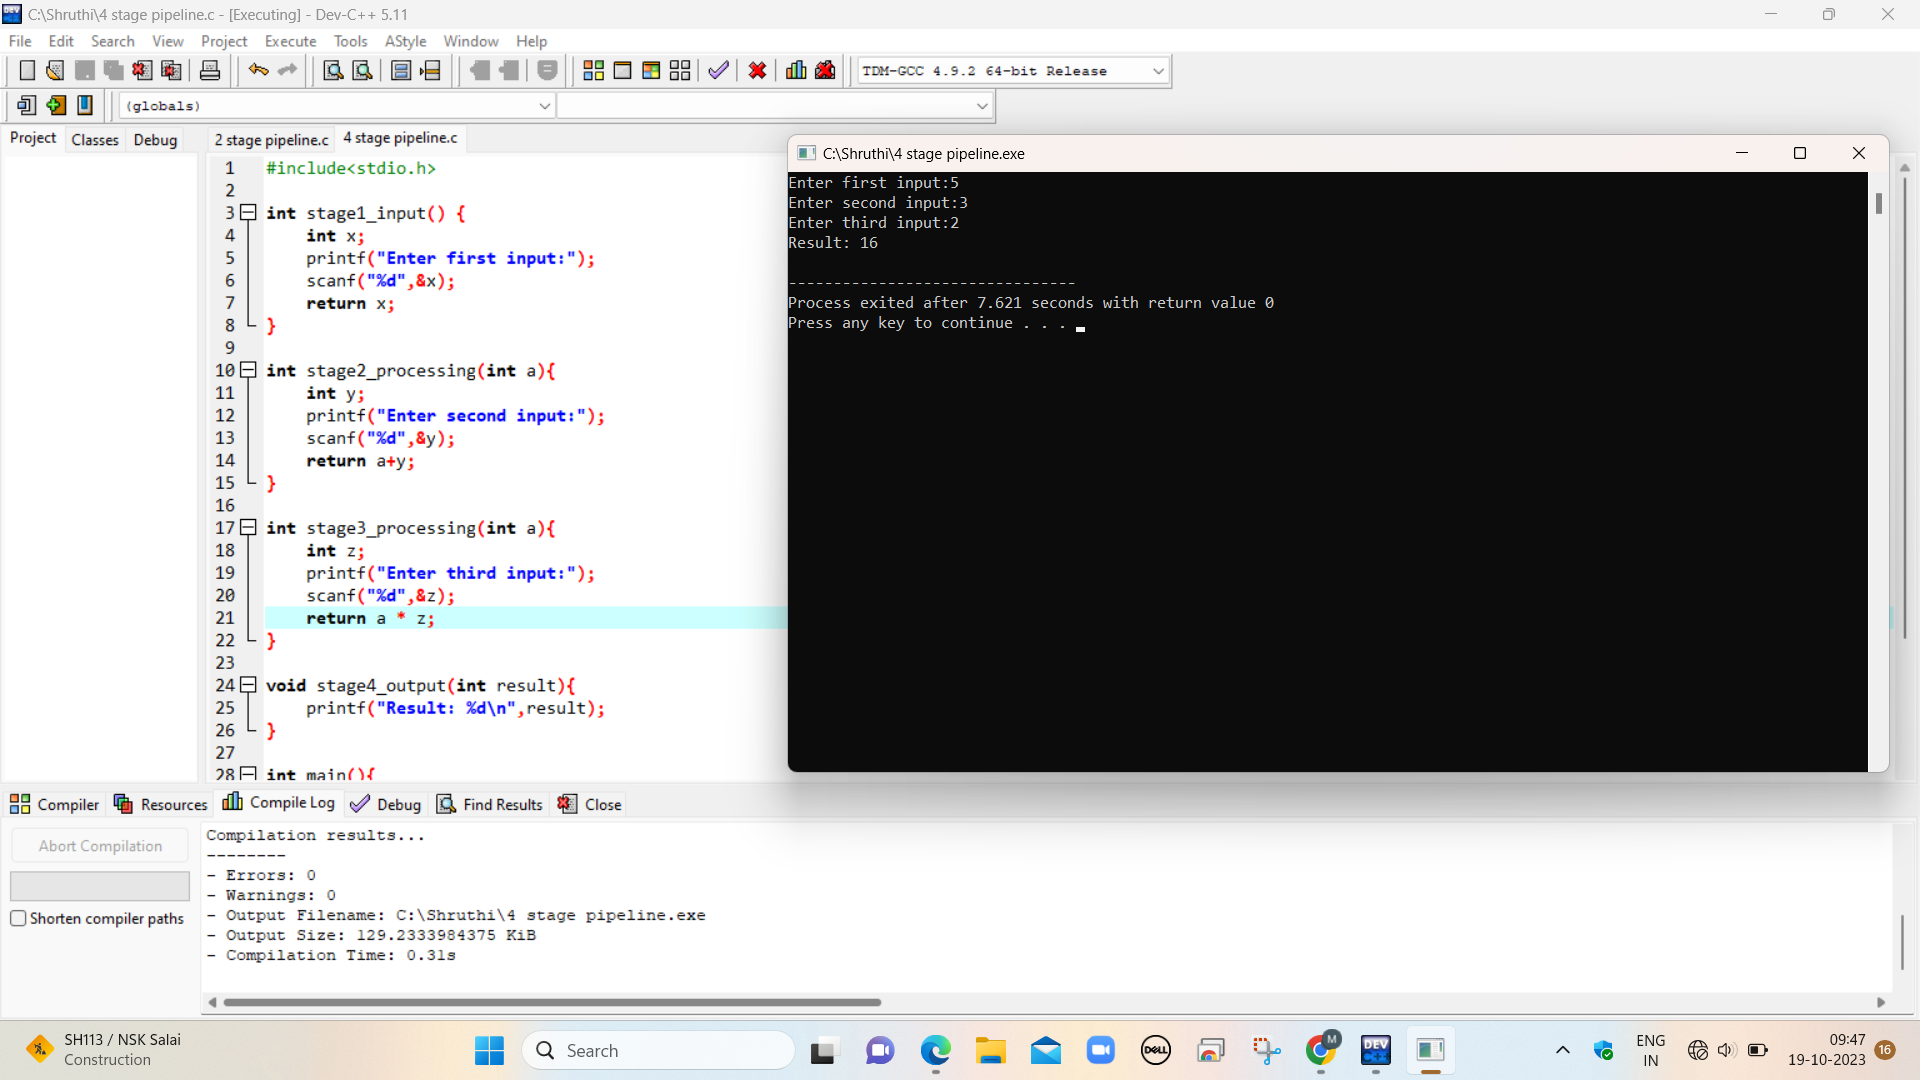 C:\Shruthi\4 stage pipeline.c - [Executing] - Dev-C++ 5.11
File Edit Search View Project Execute Tools AStyle Window Help
TDM-GCC 4.9.2 64-bit Release
(globals)
Project Classes Debug
2 stage pipeline.c 4 stage pipeline.c
1 #include<stdio.h>
2
3 int stage1_input() {
4 int x;
5 printf("Enter first input:");
6 scanf("%d",&x);
7 return x;
8 }
9
10 int stage2_processing(int a){
11 int y;
12 printf("Enter second input:");
13 scanf("%d",&y);
14 return a+y;
15 }
16
17 int stage3_processing(int a){
18 int z;
19 printf("Enter third input:");
20 scanf("%d",&z);
21 return a * z;
22 }
23
24 void stage4_output(int result){
25 printf("Result: %d\n",result);
26 }
27
28 int main(){
C:\Shruthi\4 stage pipeline.exe
Enter first input:5
Enter second input:3
Enter third input:2
Result: 16
--------------------------------
Process exited after 7.621 seconds with return value 0
Press any key to continue . . .
Compiler Resources Compile Log Debug Find Results Close
Abort Compilation
Shorten compiler paths
Compilation results...
--------
- Errors: 0
- Warnings: 0
- Output Filename: C:\Shruthi\4 stage pipeline.exe
- Output Size: 129.2333984375 KiB
- Compilation Time: 0.31s
SH113 / NSK Salai
Construction
Search
DELL
M
DEV
C++
ENG
IN
09:47
19-10-2023
16